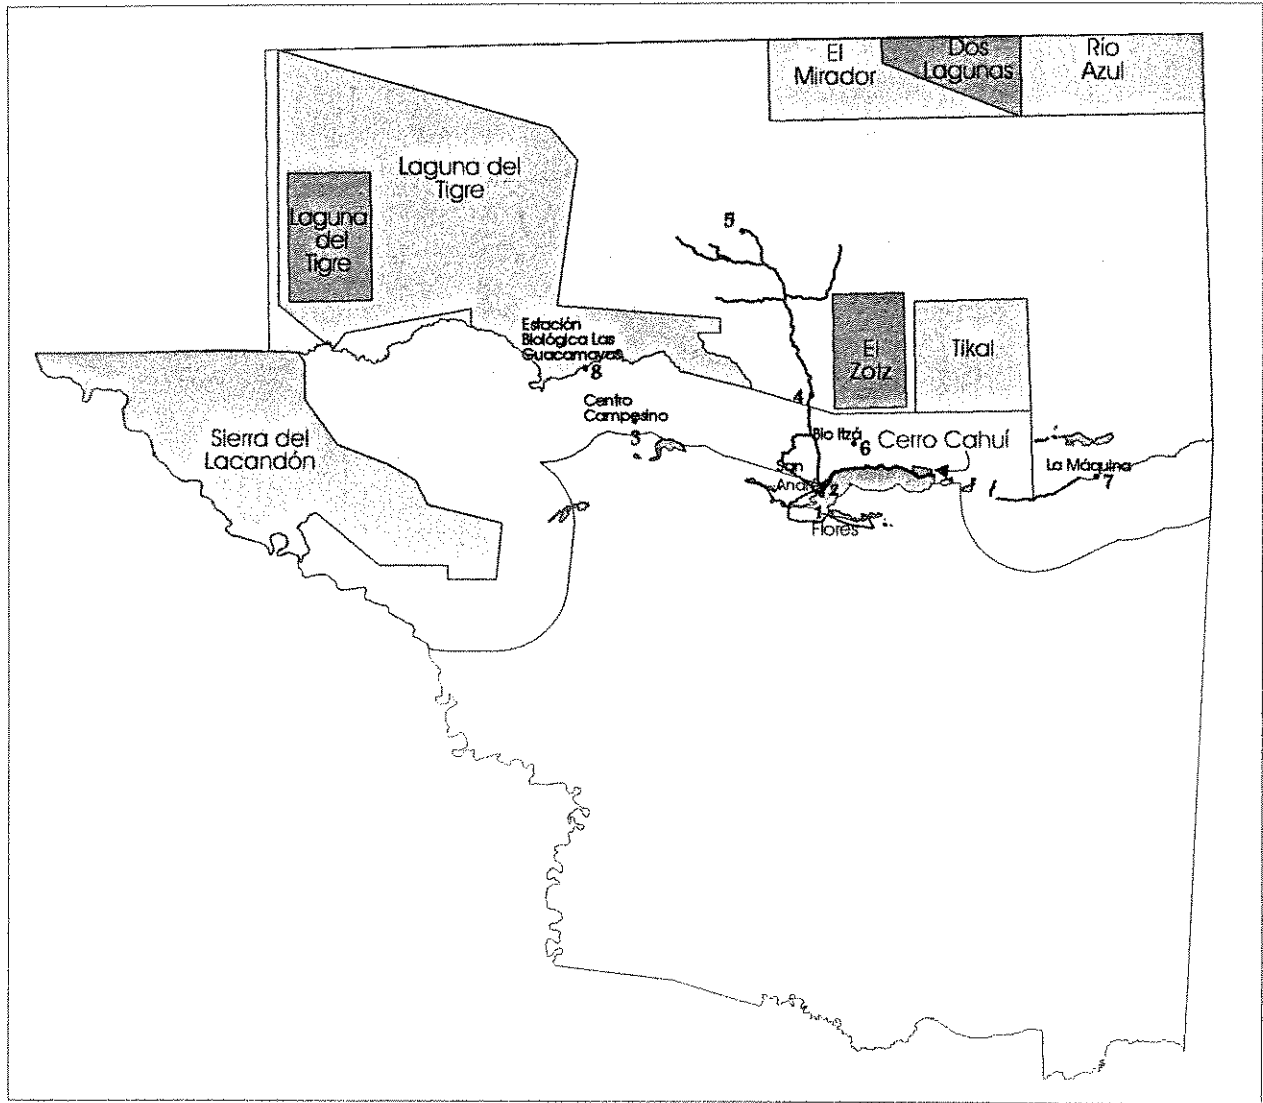 El
Mirador
Dos
Lagunas
Río
Azul
Laguna del
Tigre
Laguna
del
Tigre
5
Estación
Biológica Las
Guacamayas
8
El
Zotz
Tikal
Centro
Campesino
3
4
Bio Itzá
6
Cerro Cahuí
Sierra del
Lacandón
San
Andrés
2
La Máquina
7
1
Flores